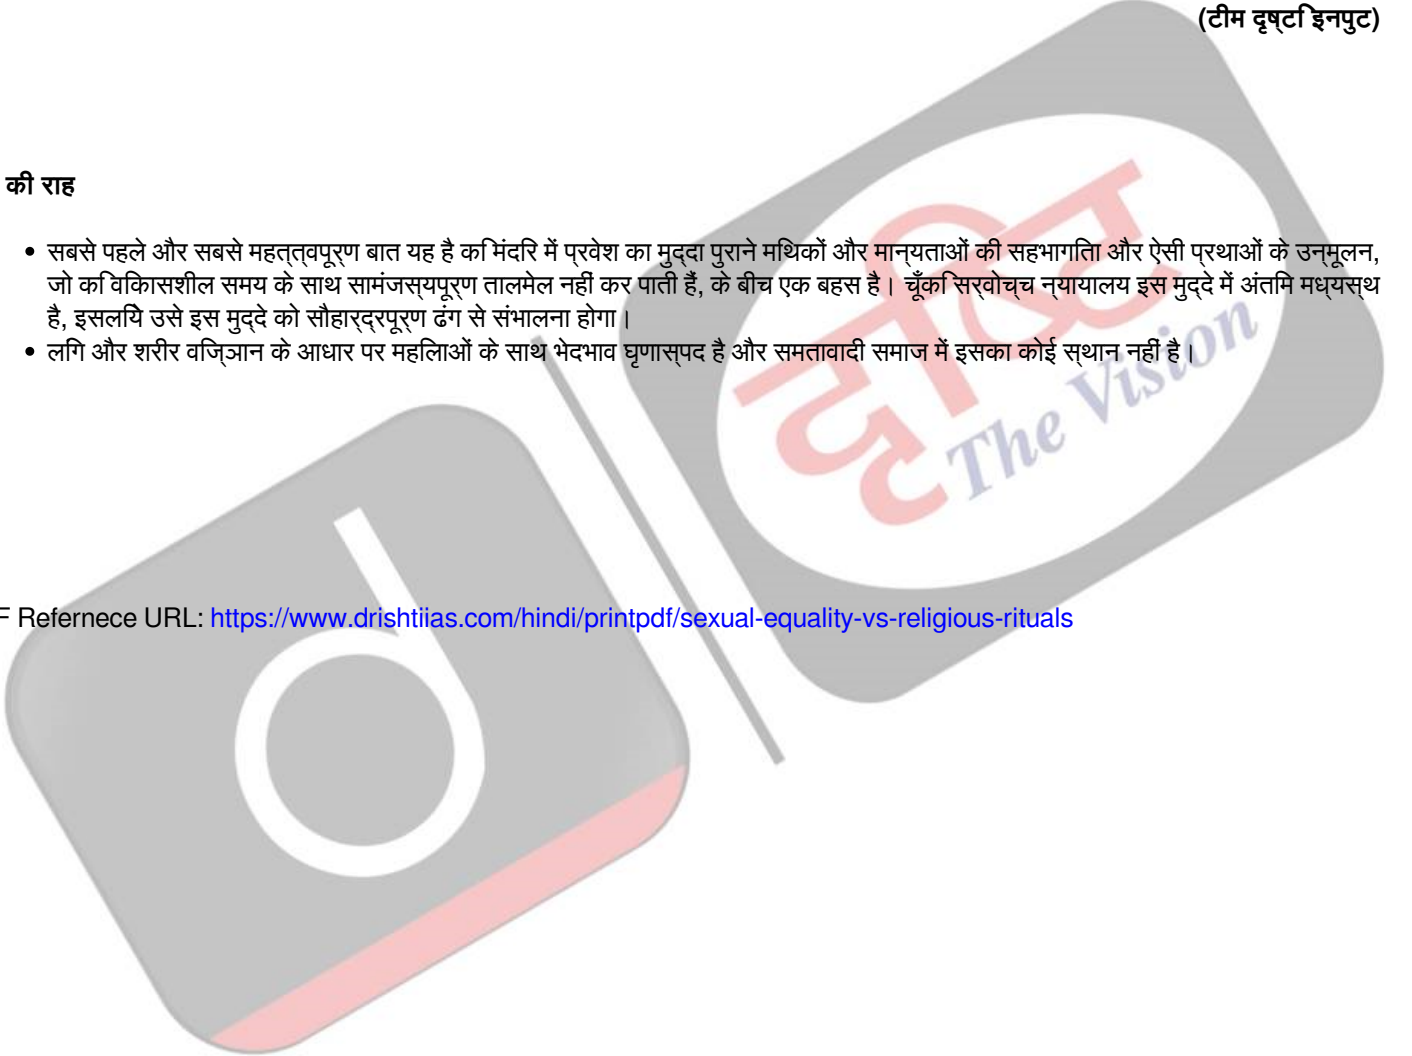 (टीम दृष्टि इनपुट)
की राह
• सबसे पहले और सबसे महत्त्वपूर्ण बात यह है कि मंदिर में प्रवेश का मुद्दा पुराने मिथकों और मान्यताओं की सहभागिता और ऐसी प्रथाओं के उन्मूलन,
जो कि विकासशील समय के साथ सामंजस्यपूर्ण तालमेल नहीं कर पाती हैं, के बीच एक बहस है। चूँकि सर्वोच्च न्यायालय इस मुद्दे में अंतिम मध्यस्थ
है, इसलिये उसे इस मुद्दे को सौहार्द्रपूर्ण ढंग से संभालना होगा।
• लिंग और शरीर विज्ञान के आधार पर महिलाओं के साथ भेदभाव घृणास्पद है और समतावादी समाज में इसका कोई स्थान नहीं है।
दृष्टि
The Vision
d
F Refernece URL: https://www.drishtiias.com/hindi/printpdf/sexual-equality-vs-religious-rituals